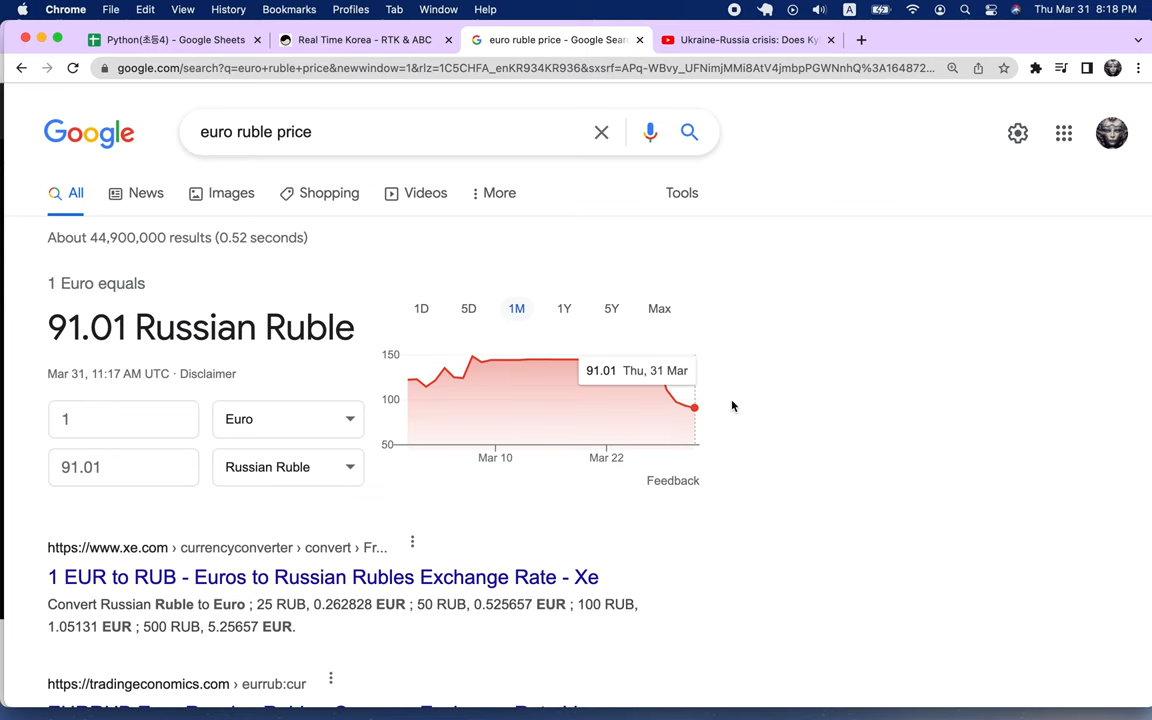 Chrome File Edit View History Bookmarks Profiles Tab Window Help A Thu Mar 31 8:18 PM
Python(초등4) - Google Sheets Real Time Korea - RTK & ABC euro ruble price - Google Sear Ukraine-Russia crisis: Does Ky
google.com/search?q=euro+ruble+price&newwindow=1&rlz=1C5CHFA_enKR934KR936&sxsrf=APq-WBvy_UFNimjMMi8AtV4jmbpPGWNnhQ%3A164872...
Google euro ruble price
All News Images Shopping Videos More Tools
About 44,900,000 results (0.52 seconds)
1 Euro equals
91.01 Russian Ruble
Mar 31, 11:17 AM UTC · Disclaimer
1 Euro
91.01 Russian Ruble
1D 5D 1M 1Y 5Y Max
150
91.01 Thu, 31 Mar
100
50
Mar 10 Mar 22
Feedback
https://www.xe.com › currencyconverter › convert › Fr...
1 EUR to RUB - Euros to Russian Rubles Exchange Rate - Xe
Convert Russian Ruble to Euro ; 25 RUB, 0.262828 EUR ; 50 RUB, 0.525657 EUR ; 100 RUB,
1.05131 EUR ; 500 RUB, 5.25657 EUR.
https://tradingeconomics.com › eurrub:cur